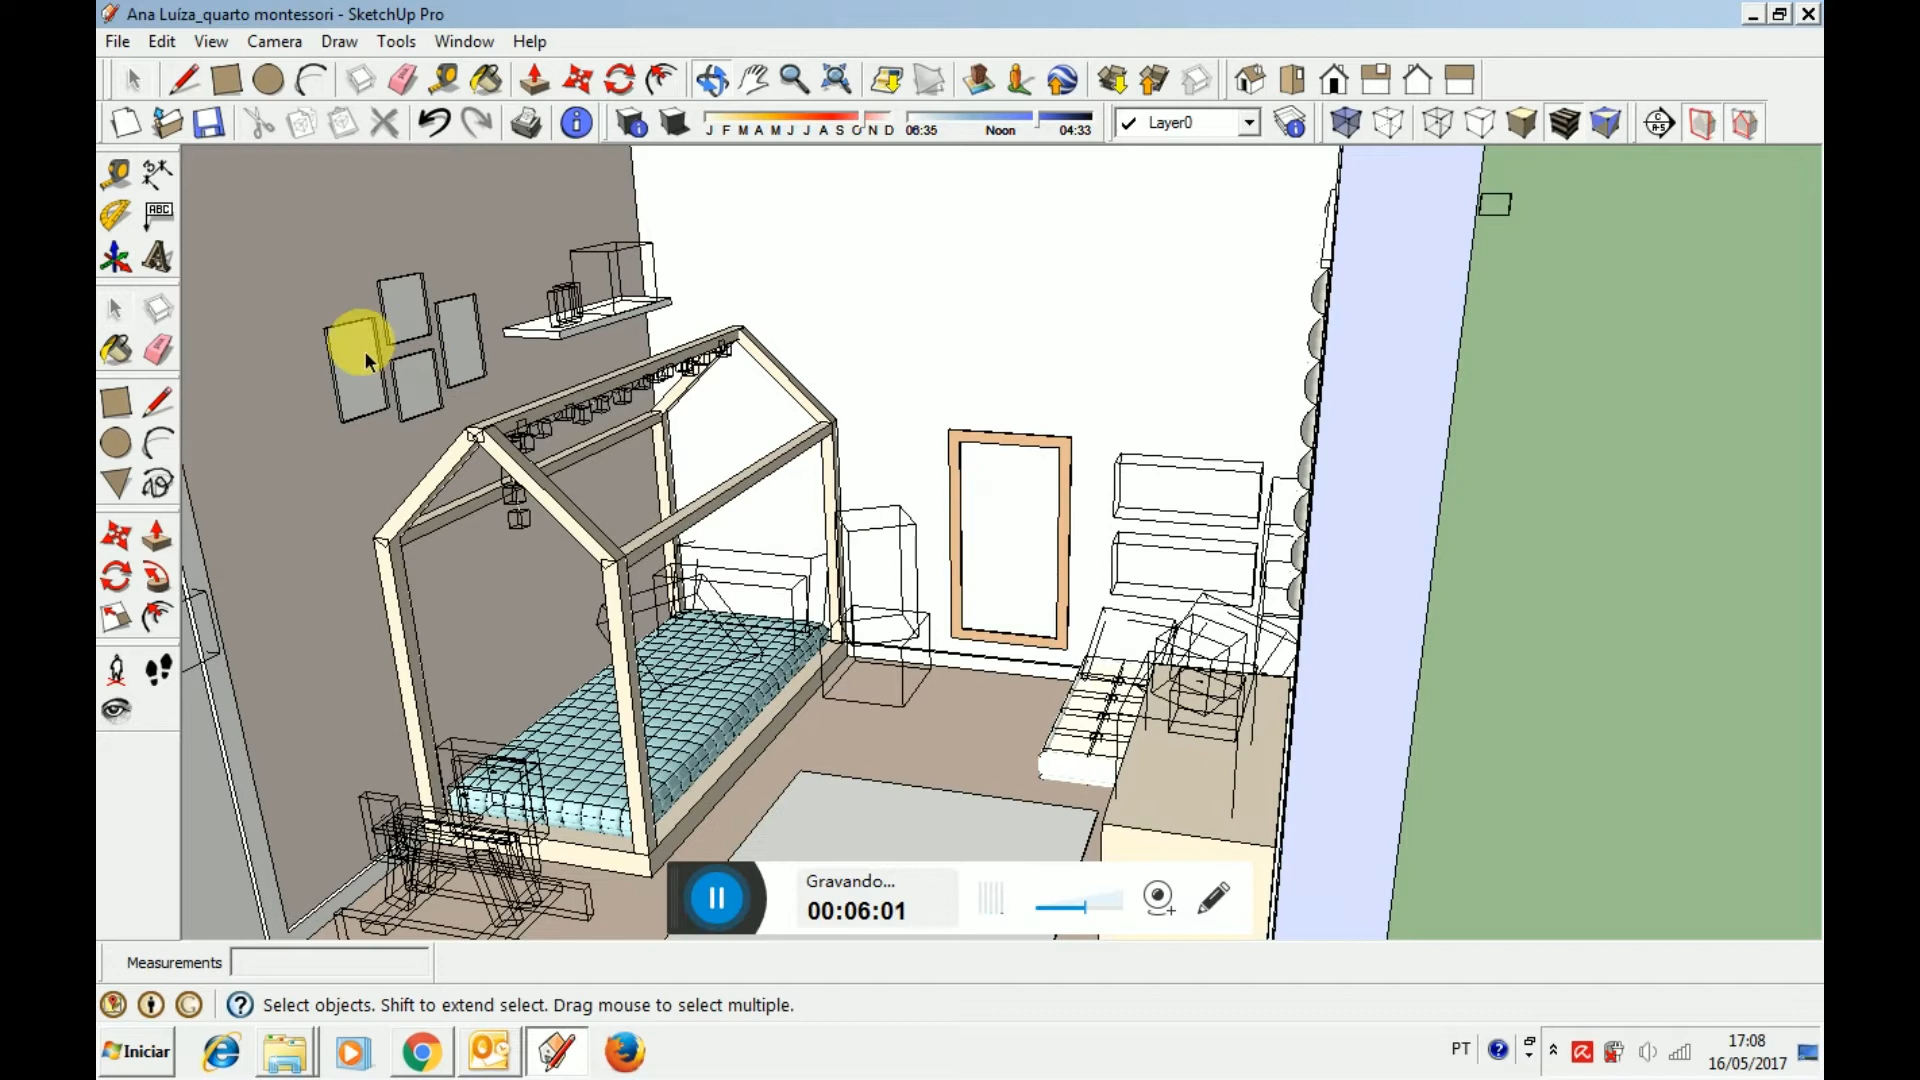 Ana Luíza_quarto montessori - SketchUp Pro
File Edit View Camera Draw Tools Window Help
J F M A M J J A S O N D 06:35 Noon 04:33 Layer0
ABC
Gravando...
00:06:01
Measurements
Select objects. Shift to extend select. Drag mouse to select multiple.
Iniciar PT 17:08
16/05/2017